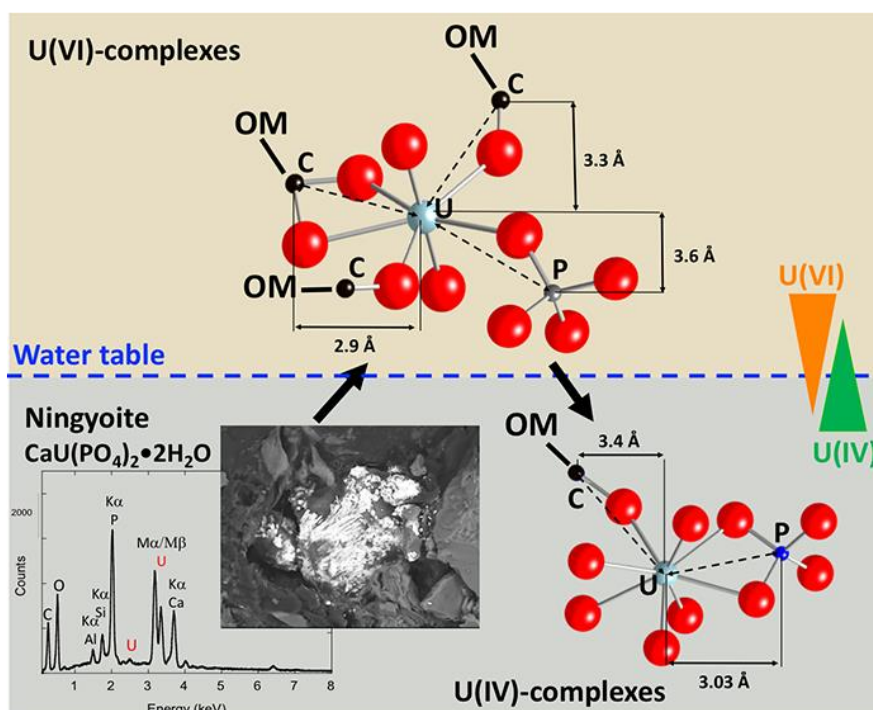 U(VI)-complexes
OM
C
OM
C
3.3 Å
U
P
3.6 Å
OM
C
2.9 Å
U(VI)
U(IV)
Water table
Ningyoite
CaU(PO₄)₂•2H₂O
2000
Counts
C
O
Kα
Al
Kα
Si
Kα
P
U
Mα/Mβ
U
Kα
Ca
0 1 2 3 4 5 6 7 8
Energy (keV)
OM
3.4 Å
C
P
U
3.03 Å
U(IV)-complexes